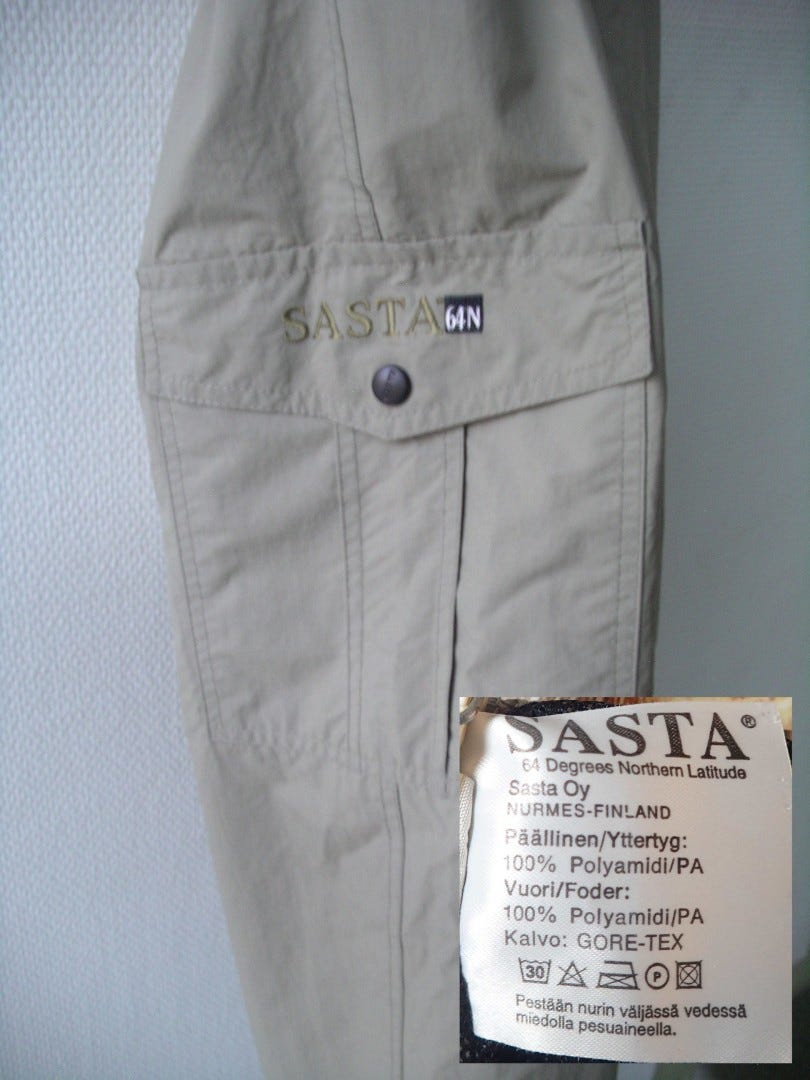 SASTA 64N
SASTA®
64 Degrees Northern Latitude
Sasta Oy
NURMES-FINLAND
Päällinen/Yttertyg:
100% Polyamidi/PA
Vuori/Foder:
100% Polyamidi/PA
Kalvo: GORE-TEX
30 P
Pestään nurin väljässä vedessä
miedolla pesuaineella.